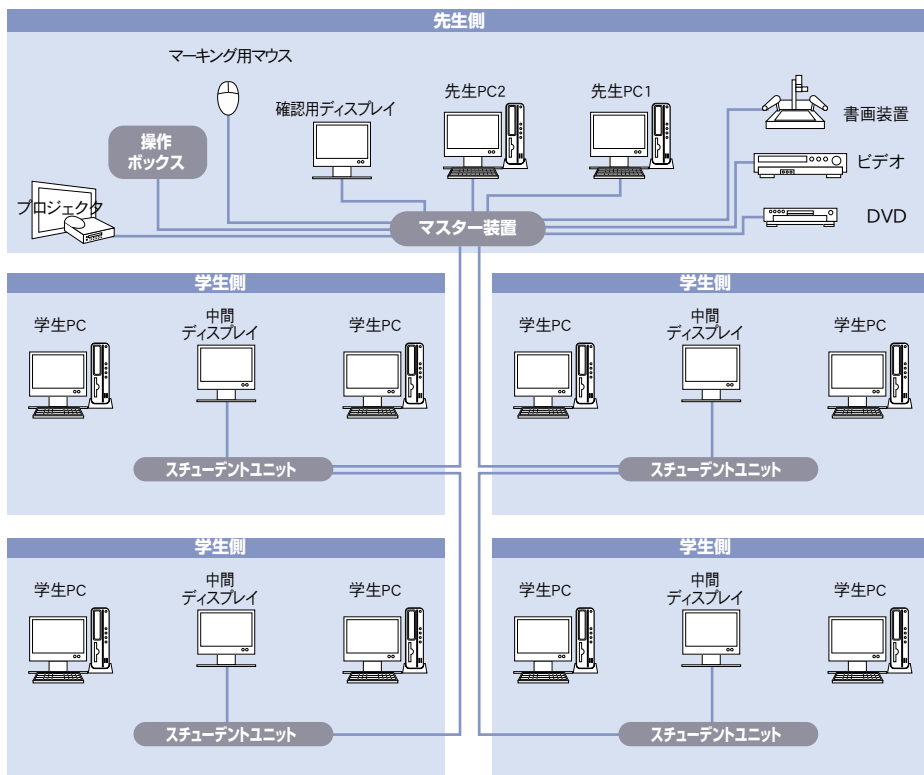 先生側
マーキング用マウス
確認用ディスプレイ
先生PC2
先生PC1
書画装置
操作
ボックス
ビデオ
プロジェクタ
マスター装置
DVD
学生側
学生PC
中間
ディスプレイ
学生PC
スチューデントユニット
学生側
学生PC
中間
ディスプレイ
学生PC
スチューデントユニット
学生側
学生PC
中間
ディスプレイ
学生PC
スチューデントユニット
学生側
学生PC
中間
ディスプレイ
学生PC
スチューデントユニット